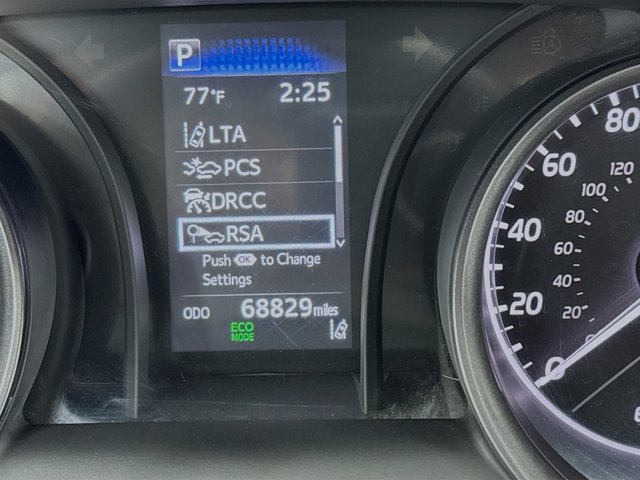 P
77°F 2:25
LTA
PCS
DRCC
RSA
Push OK to Change
Settings
ODO 68829 miles
ECO
MODE
80
60
40
20
0
120
100
80
60
40
20